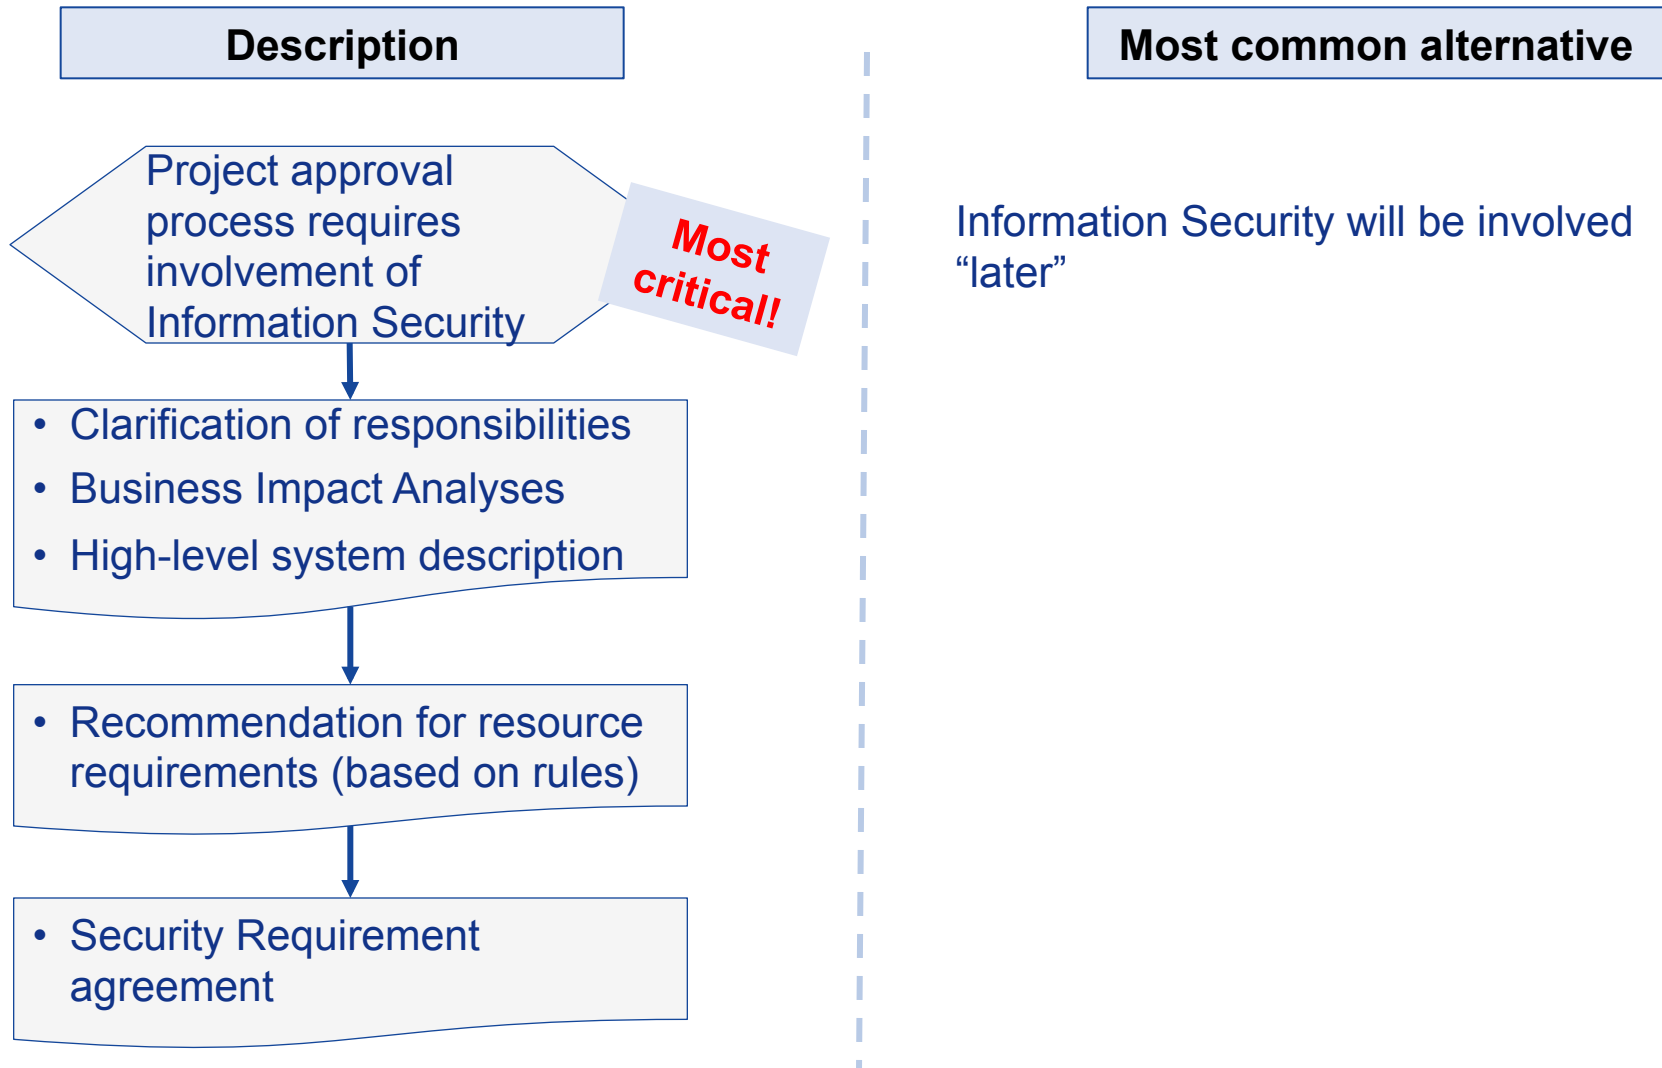 Description
Most common alternative
Project approval
process requires
involvement of
Information Security
Most
critical!
Information Security will be involved
“later”
• Clarification of responsibilities
• Business Impact Analyses
• High-level system description
• Recommendation for resource
requirements (based on rules)
• Security Requirement
agreement